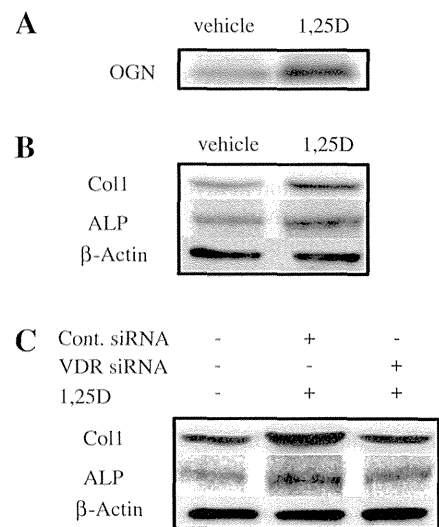 A
vehicle 1,25D
OGN
B
vehicle 1,25D
Col1
ALP
β-Actin
C Cont. siRNA - + -
VDR siRNA - - +
1,25D - + +
Col1
ALP
β-Actin